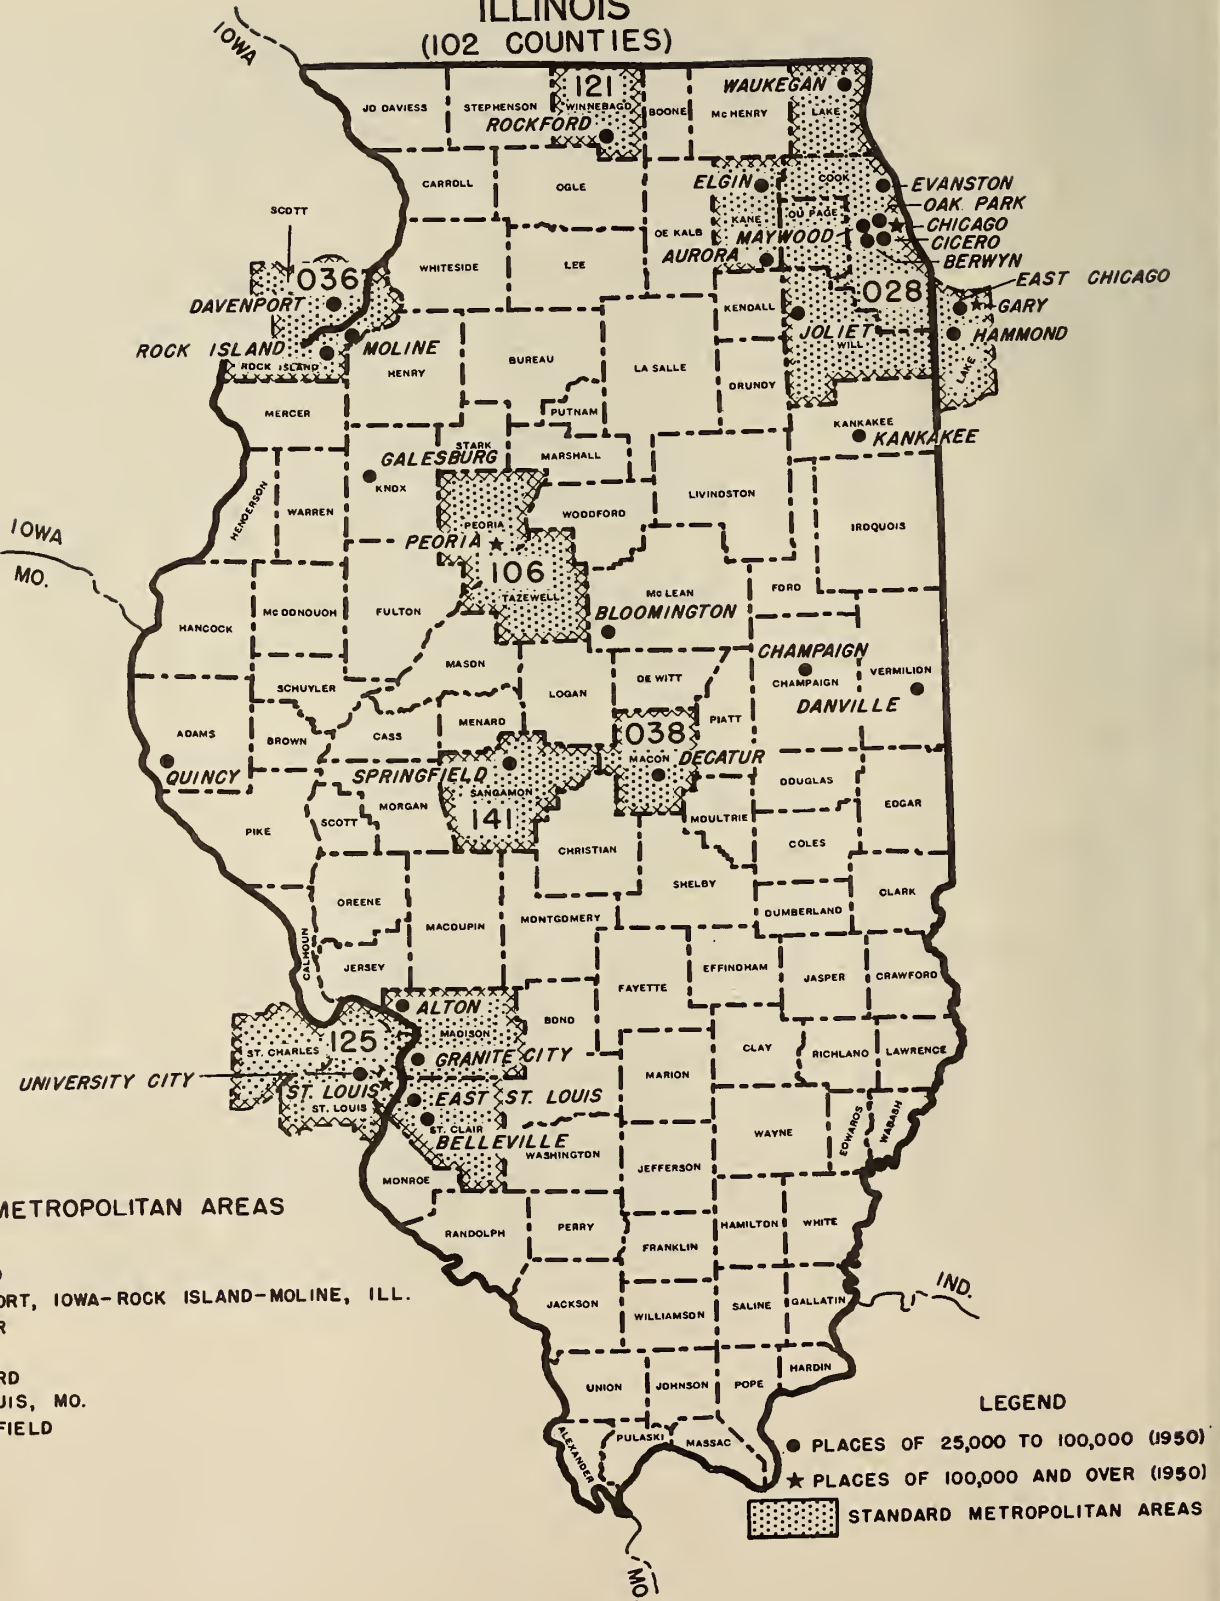 ILLINOIS
(102 COUNTIES)
IOWA
JO DAVIESS
STEPHENSON
121
WINNEBAGO
ROCKFORD
BOONE
McHENRY
WAUKEGAN
LAKE
CARROLL
OGLE
ELGIN
KANE
COOK
EVANSTON
OAK PARK
CHICAGO
CICERO
BERWYN
DU PAGE
MAYWOOD
DE KALB
AURORA
SCOTT
036
DAVENPORT
WHITESIDE
LEE
KENDALL
028
EAST CHICAGO
GARY
HAMMOND
LAKE
ROCK ISLAND
MOLINE
ROCK ISLAND
HENRY
BUREAU
LA SALLE
JOLIET
WILL
GRUNDY
MERCER
PUTNAM
KANKAKEE
KANKAKEE
STARK
GALESBURG
KNOX
MARSHALL
HENDERSON
WARREN
PEORIA
WOODFORD
LIVINGSTON
IROQUOIS
IOWA
MO.
PEORIA
106
TAZEWELL
McLEAN
FORD
BLOOMINGTON
HANCOCK
McDONOUGH
FULTON
MASON
CHAMPAIGN
CHAMPAIGN
VERMILION
DANVILLE
SCHUYLER
LOGAN
DE WITT
PIATT
ADAMS
BROWN
CASS
MENARD
038
MACON
DECATUR
QUINCY
SPRINGFIELD
SANGAMON
141
DOUGLAS
EDGAR
PIKE
SCOTT
MORGAN
MOULTRIE
COLES
CHRISTIAN
SHELBY
CLARK
CUMBERLAND
GREENE
MACOUPIN
MONTGOMERY
CALHOUN
JERSEY
FAYETTE
EFFINGHAM
JASPER
CRAWFORD
ALTON
MADISON
BOND
CLAY
RICHLAND
LAWRENCE
ST. CHARLES
125
GRANITE CITY
MARION
UNIVERSITY CITY
ST. LOUIS
ST. LOUIS
EAST ST. LOUIS
ST. CLAIR
BELLEVILLE
WASHINGTON
WAYNE
EDWARDS
WABASH
JEFFERSON
MONROE
RANDOLPH
PERRY
HAMILTON
WHITE
FRANKLIN
METROPOLITAN AREAS
ORT, IOWA-ROCK ISLAND-MOLINE, ILL.
R
RD
UIS, MO.
FIELD
JACKSON
WILLIAMSON
SALINE
GALLATIN
IND.
UNION
JOHNSON
POPE
HARDIN
ALEXANDER
PULASKI
MASSAC
MO
LEGEND
PLACES OF 25,000 TO 100,000 (1950)
PLACES OF 100,000 AND OVER (1950)
STANDARD METROPOLITAN AREAS